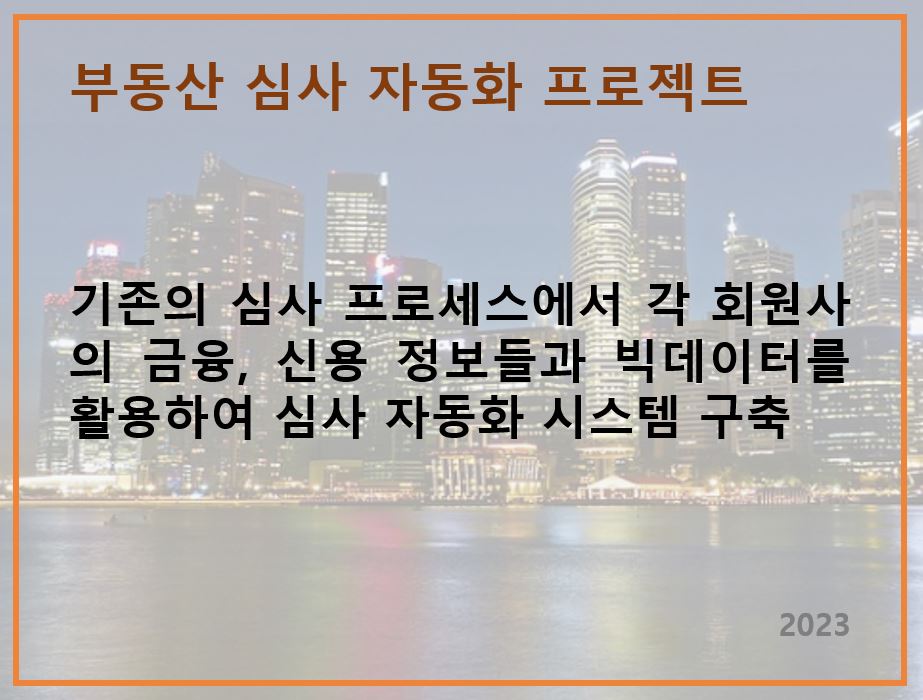 부동산 심사 자동화 프로젝트
기존의 심사 프로세스에서 각 회원사
의 금융, 신용 정보들과 빅데이터를
활용하여 심사 자동화 시스템 구축
2023